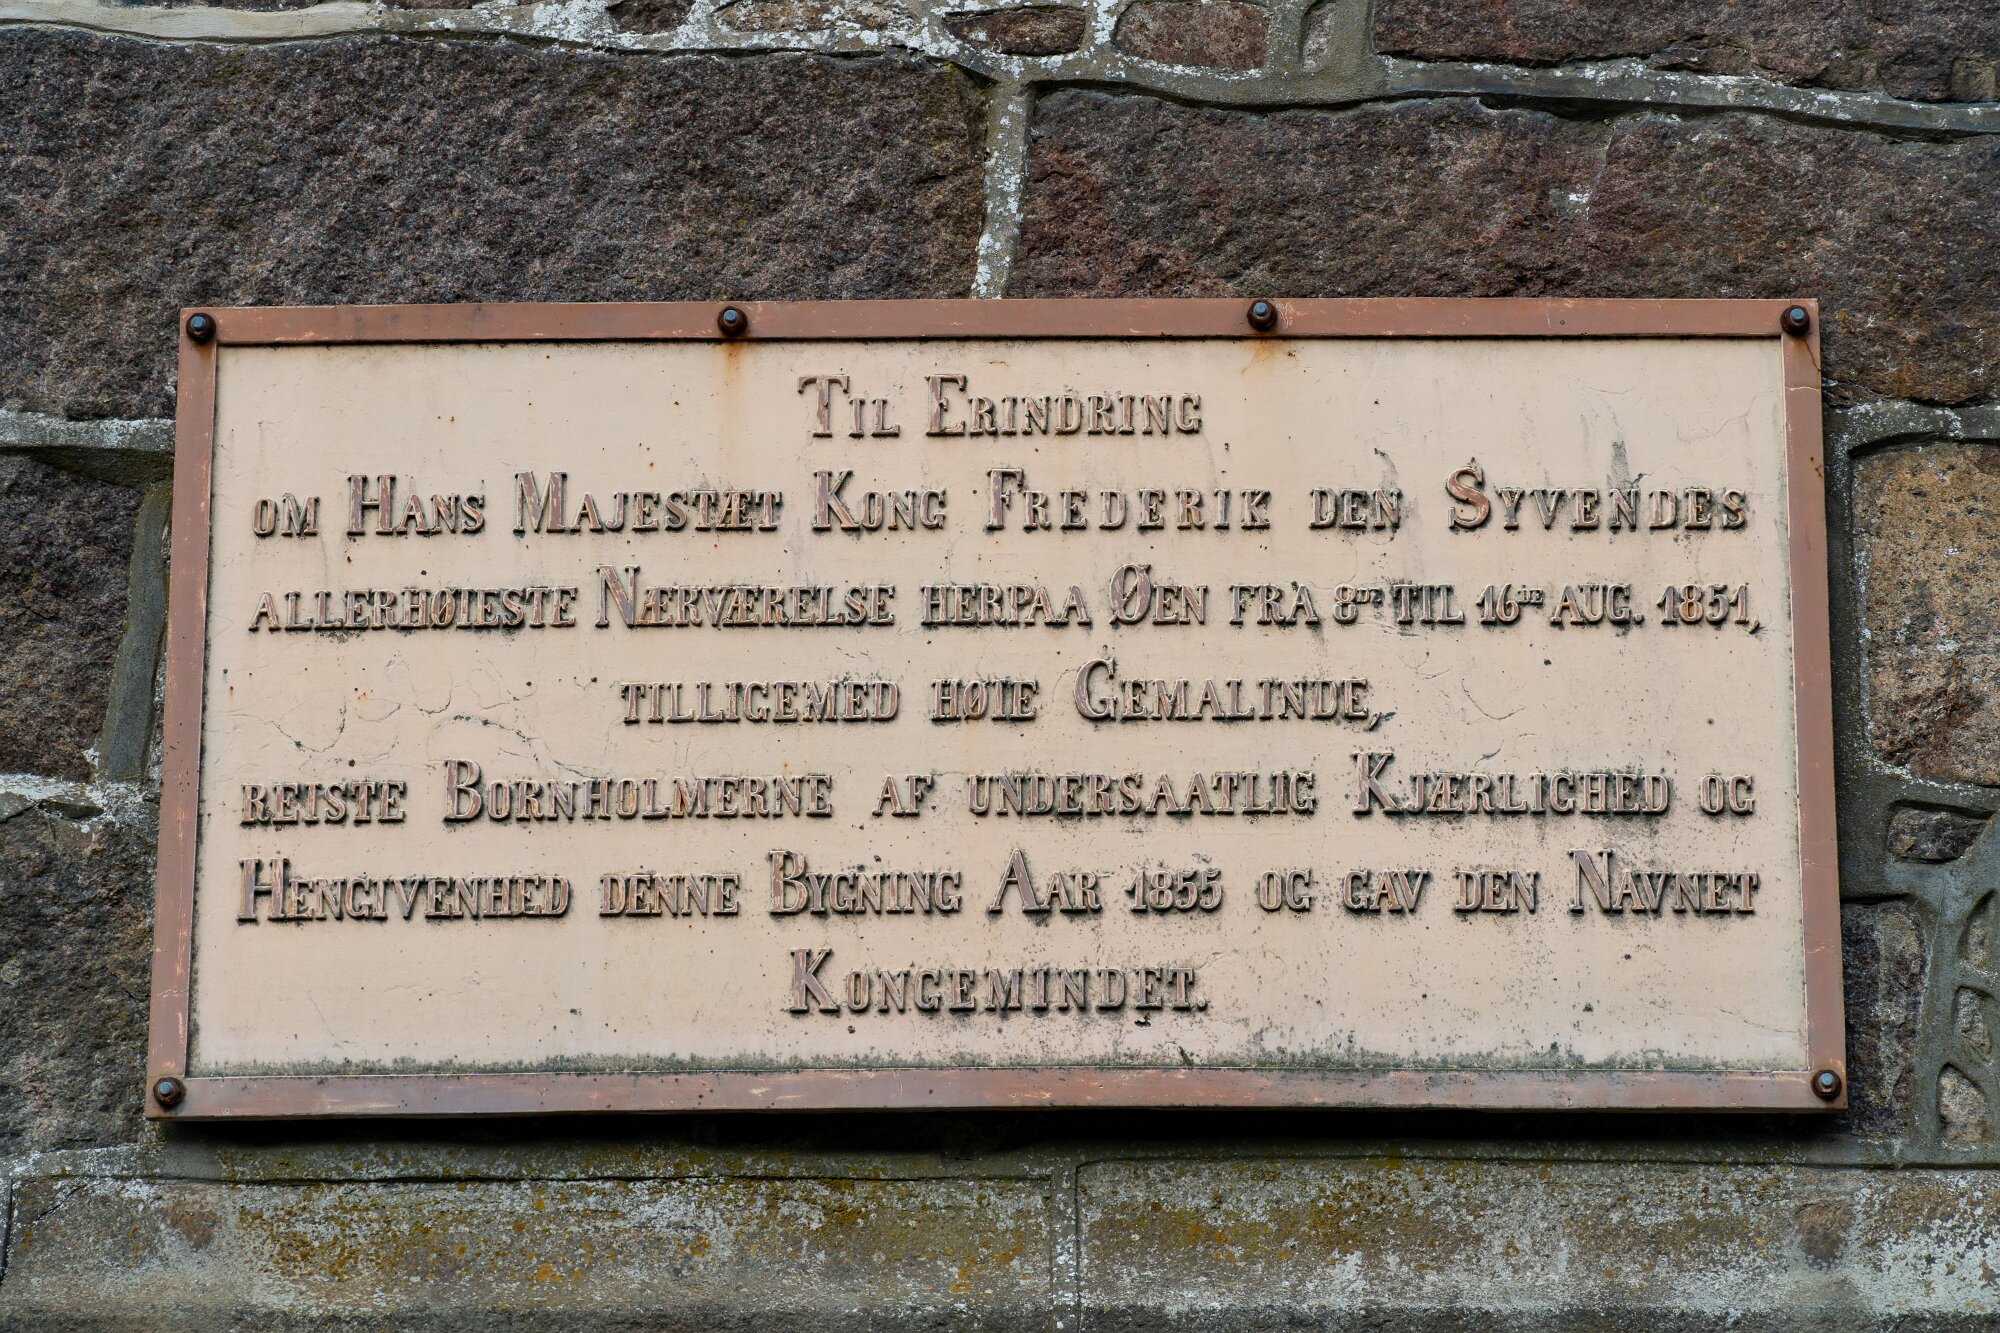 Til Erindring
om Hans Majestæt Kong Frederik den Syvendes
allerhøieste Nærværelse herpaa Øen fra 8de til 16de Aug. 1851,
tilligemed høie Gemalinde,
reiste Bornholmerne af undersaatlig Kjærlighed og
Hengivenhed denne Bygning Aar 1855 og gav den Navnet
Kongemindet.